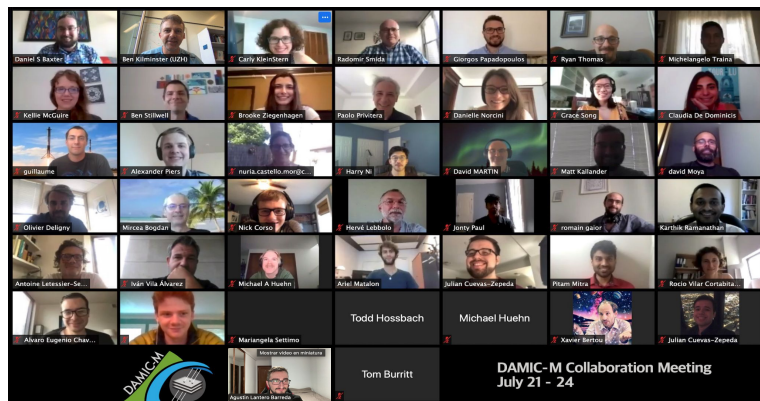 Daniel S Baxter
Ben Kilminster (UZH)
Carly KleinStern
Radomir Smida
Giorgos Papadopoulos
Ryan Thomas
Michelangelo Traina
Kellie McGuire
Ben Stillwell
Brooke Ziegenhagen
Paolo Privitera
Danielle Norcini
Grace Song
Claudia De Dominicis
guillaume
Alexander Piers
nuria.castello.mor@c...
Harry Ni
David MARTIN
Matt Kallander
david Moya
Olivier Deligny
Mircea Bogdan
Nick Corso
Hervé Lebbolo
Jonty Paul
romain gaior
Karthik Ramanathan
Antoine Letessier-Se...
Iván Vila Álvarez
Michael A Huehn
Ariel Matalon
Julian Cuevas-Zepeda
Pitam Mitra
Rocio Vilar Cortabita...
Alvaro Eugenio Chav...
Mariangela Settimo
Todd Hossbach
Michael Huehn
Xavier Bertou
Julian Cuevas-Zepeda
DAMIC-M
Mostrar vídeo en miniatura
Agustin Lantero Barreda
Tom Burritt
DAMIC-M Collaboration Meeting
July 21 - 24